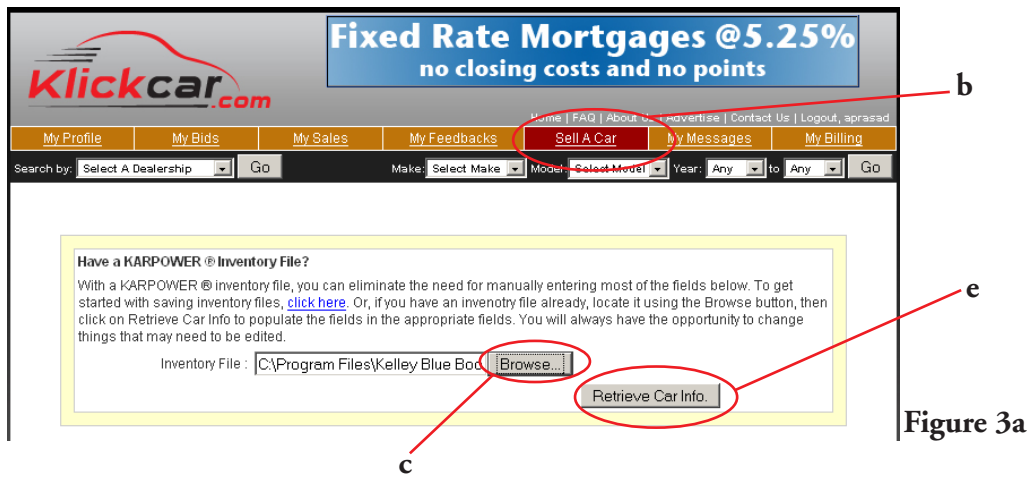 Fixed Rate Mortgages @5.25%
no closing costs and no points
Klickcar.com
b
Home | FAQ | About Us | Advertise | Contact Us | Logout, aprasad
My Profile My Bids My Sales My Feedbacks Sell A Car My Messages My Billing
Search by: Select A Dealership Go Make: Select Make Model: Select Model Year: Any to Any Go
Have a KARPOWER ® Inventory File?
With a KARPOWER ® inventory file, you can eliminate the need for manually entering most of the fields below. To get
started with saving inventory files, click here. Or, if you have an invenotry file already, locate it using the Browse button, then
click on Retrieve Car Info to populate the fields in the appropriate fields. You will always have the opportunity to change
things that may need to be edited.
e
Inventory File : C:\Program Files\Kelley Blue Boo Browse...
Retrieve Car Info.
Figure 3a
c